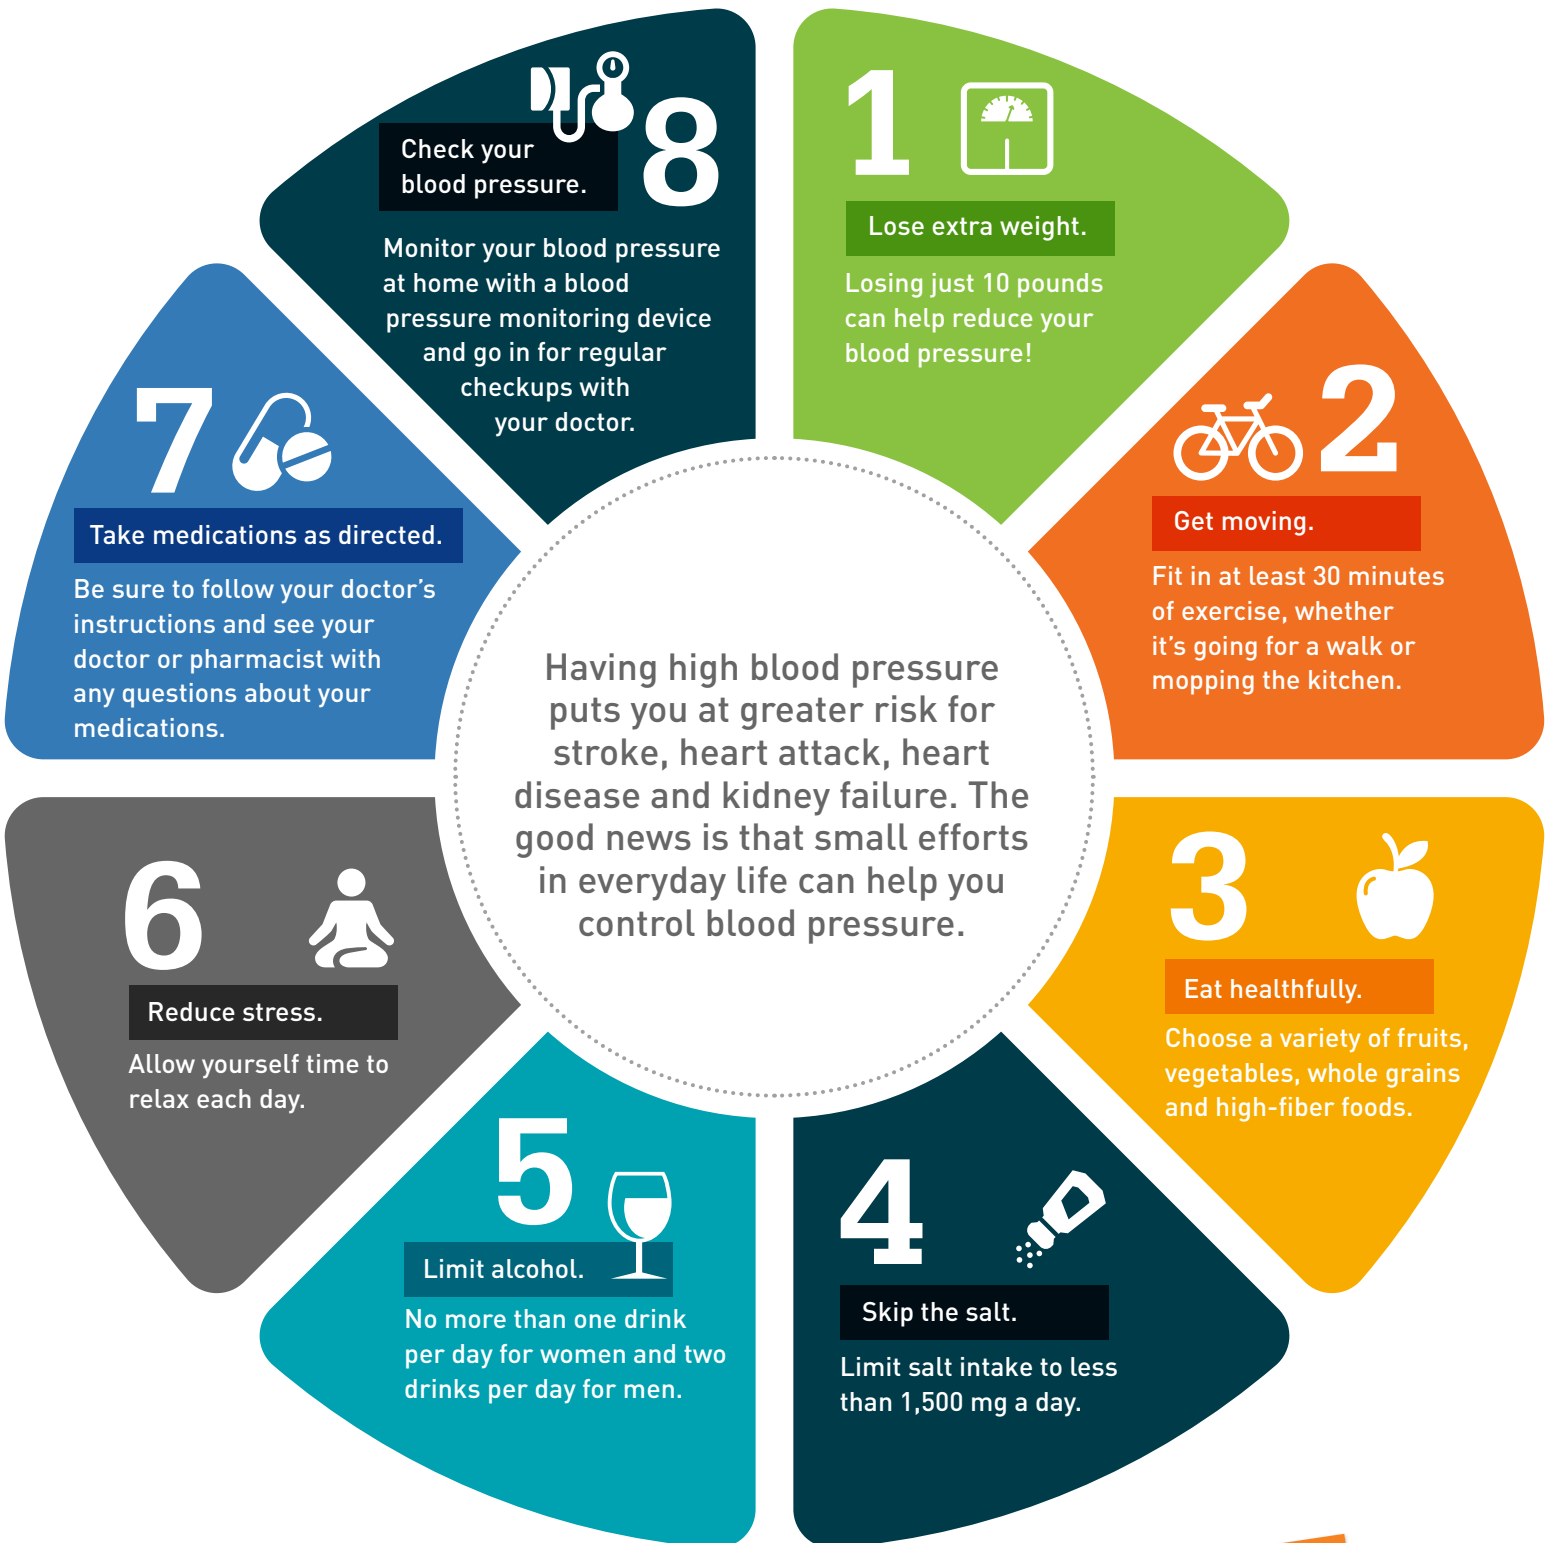 1
Lose extra weight.
Losing just 10 pounds
can help reduce your
blood pressure!
2
Get moving.
Fit in at least 30 minutes
of exercise, whether
it’s going for a walk or
mopping the kitchen.
3
Eat healthfully.
Choose a variety of fruits,
vegetables, whole grains
and high-fiber foods.
4
Skip the salt.
Limit salt intake to less
than 1,500 mg a day.
5
Limit alcohol.
No more than one drink
per day for women and two
drinks per day for men.
6
Reduce stress.
Allow yourself time to
relax each day.
7
Take medications as directed.
Be sure to follow your doctor’s
instructions and see your
doctor or pharmacist with
any questions about your
medications.
8
Check your
blood pressure.
Monitor your blood pressure
at home with a blood
pressure monitoring device
and go in for regular
checkups with
your doctor.
Having high blood pressure
puts you at greater risk for
stroke, heart attack, heart
disease and kidney failure. The
good news is that small efforts
in everyday life can help you
control blood pressure.